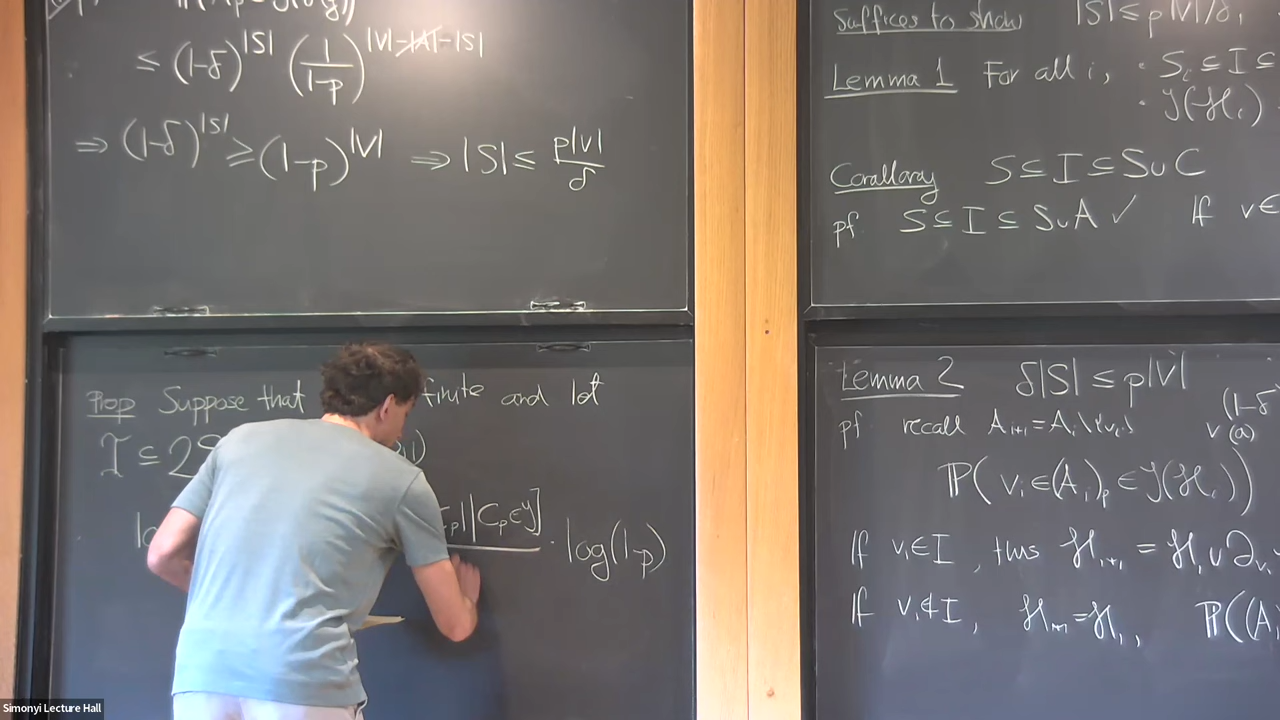 ≤ (1-δ)^{|S|} (1/(1-p))^{|V|-|A|-|S|}
⇒ (1-δ)^{|S|} ≥ (1-p)^{|V|} ⇒ |S| ≤ p|V|/δ
Prop Suppose that finite and let
I ⊆ 2
|C_p ∈ Y] · log(1-p)
Suffices to show |S| ≤ p|V|/δ,
Lemma 1 For all i, · S_i ⊆ I ⊆
· Y(H_i)
Corollary S ⊆ I ⊆ S ∪ C
pf S ⊆ I ⊆ S ∪ A ✓ If v ∈
Lemma 2 δ|S| ≤ p|V|
(1-δ
pf recall A_{i+1} = A_i \ {v_i}
P( v_i ∈ (A_i)_p ∈ Y(H_i))
If v_i ∈ I, thus H_{i+1} = H_i ∪ ∂_{v_i}
If v_i ∉ I, H_{i+1} = H_i, P((A
Simonyi Lecture Hall